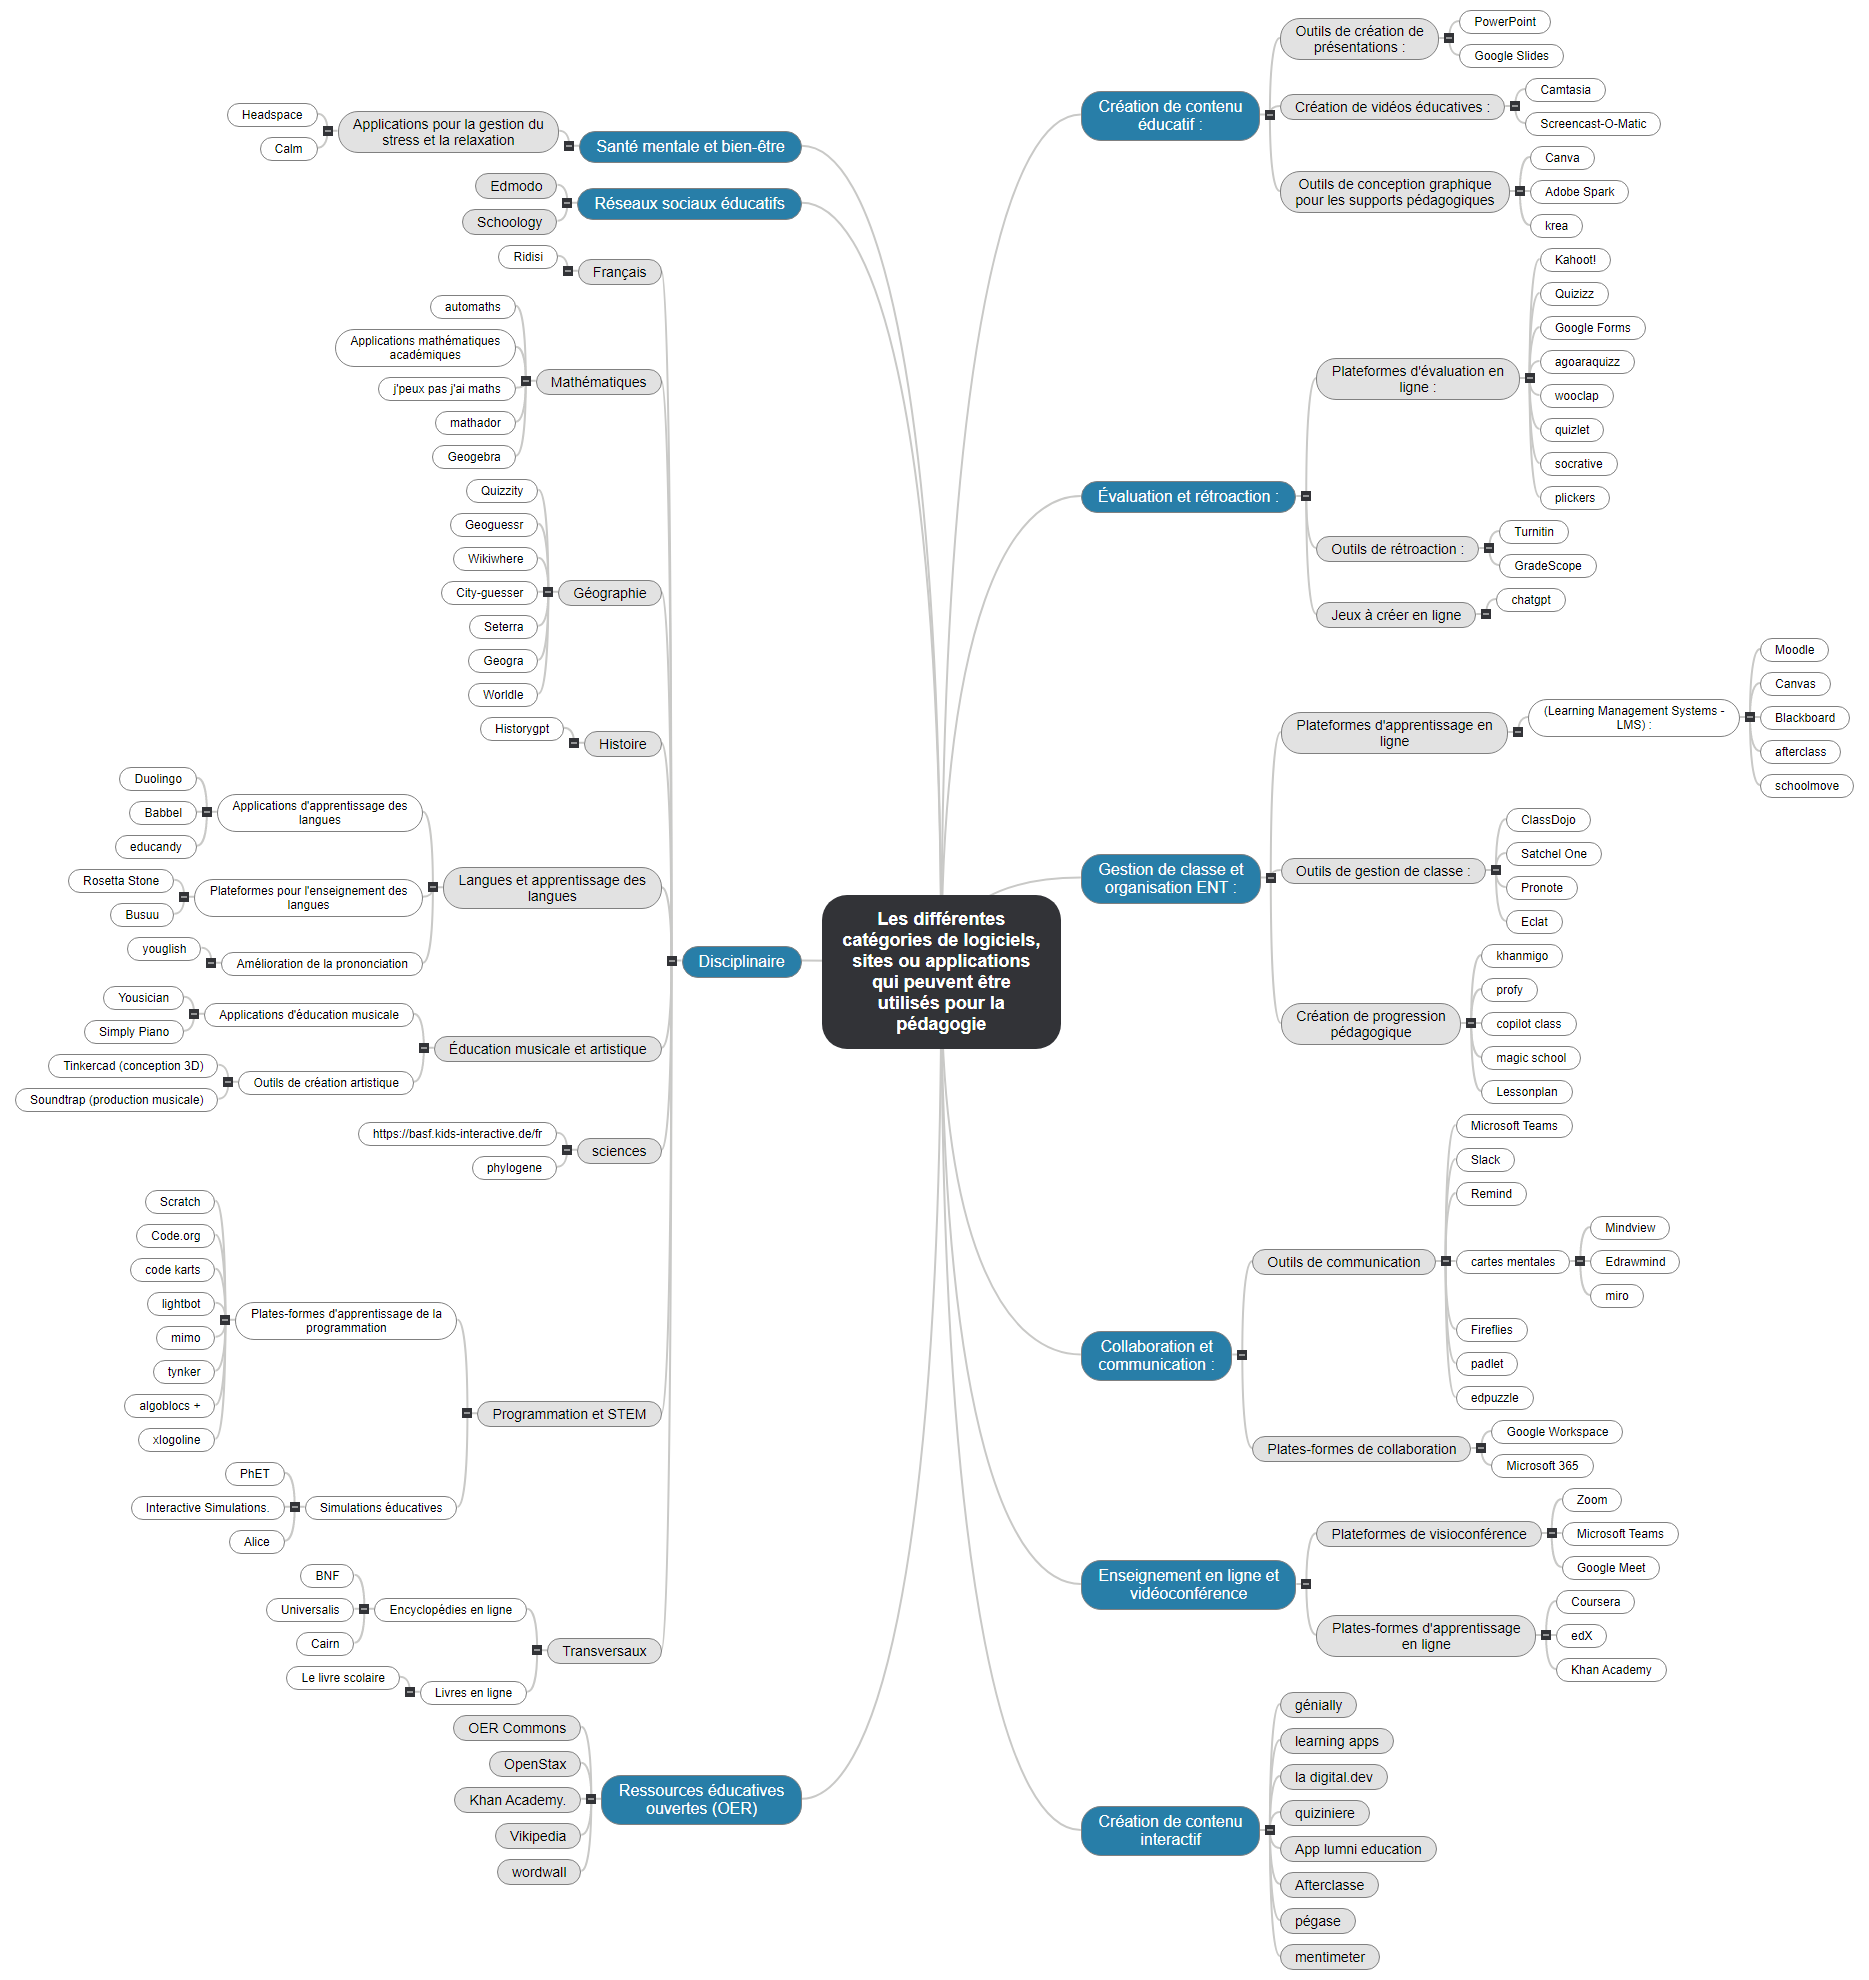 Les différentes
catégories de logiciels,
sites ou applications
qui peuvent être
utilisés pour la
pédagogie
Création de contenu
éducatif :
Outils de création de
présentations :
PowerPoint
Google Slides
Création de vidéos éducatives :
Camtasia
Screencast-O-Matic
Outils de conception graphique
pour les supports pédagogiques
Canva
Adobe Spark
krea
Évaluation et rétroaction :
Plateformes d'évaluation en
ligne :
Kahoot!
Quizizz
Google Forms
agoaraquizz
wooclap
quizlet
socrative
plickers
Outils de rétroaction :
Turnitin
GradeScope
Jeux à créer en ligne
chatgpt
Gestion de classe et
organisation ENT :
Plateformes d'apprentissage en
ligne
(Learning Management Systems -
LMS) :
Moodle
Canvas
Blackboard
afterclass
schoolmove
Outils de gestion de classe :
ClassDojo
Satchel One
Pronote
Eclat
Création de progression
pédagogique
khanmigo
profy
copilot class
magic school
Lessonplan
Collaboration et
communication :
Outils de communication
Microsoft Teams
Slack
Remind
cartes mentales
Mindview
Edrawmind
miro
Fireflies
padlet
edpuzzle
Plates-formes de collaboration
Google Workspace
Microsoft 365
Enseignement en ligne et
vidéoconférence
Plateformes de visioconférence
Zoom
Microsoft Teams
Google Meet
Plates-formes d'apprentissage
en ligne
Coursera
edX
Khan Academy
Création de contenu
interactif
génially
learning apps
la digital.dev
quiziniere
App lumni education
Afterclasse
pégase
mentimeter
Santé mentale et bien-être
Applications pour la gestion du
stress et la relaxation
Headspace
Calm
Réseaux sociaux éducatifs
Edmodo
Schoology
Disciplinaire
Français
Ridisi
Mathématiques
automaths
Applications mathématiques
académiques
j'peux pas j'ai maths
mathador
Geogebra
Géographie
Quizzity
Geoguessr
Wikiwhere
City-guesser
Seterra
Geogra
Worldle
Histoire
Historygpt
Langues et apprentissage des
langues
Applications d'apprentissage des
langues
Duolingo
Babbel
educandy
Plateformes pour l'enseignement des
langues
Rosetta Stone
Busuu
Amélioration de la prononciation
youglish
Éducation musicale et artistique
Applications d'éducation musicale
Yousician
Simply Piano
Outils de création artistique
Tinkercad (conception 3D)
Soundtrap (production musicale)
sciences
https://basf.kids-interactive.de/fr
phylogene
Programmation et STEM
Plates-formes d'apprentissage de la
programmation
Scratch
Code.org
code karts
lightbot
mimo
tynker
algoblocs +
xlogoline
Simulations éducatives
PhET
Interactive Simulations.
Alice
Transversaux
Encyclopédies en ligne
BNF
Universalis
Cairn
Livres en ligne
Le livre scolaire
Ressources éducatives
ouvertes (OER)
OER Commons
OpenStax
Khan Academy.
Vikipedia
wordwall